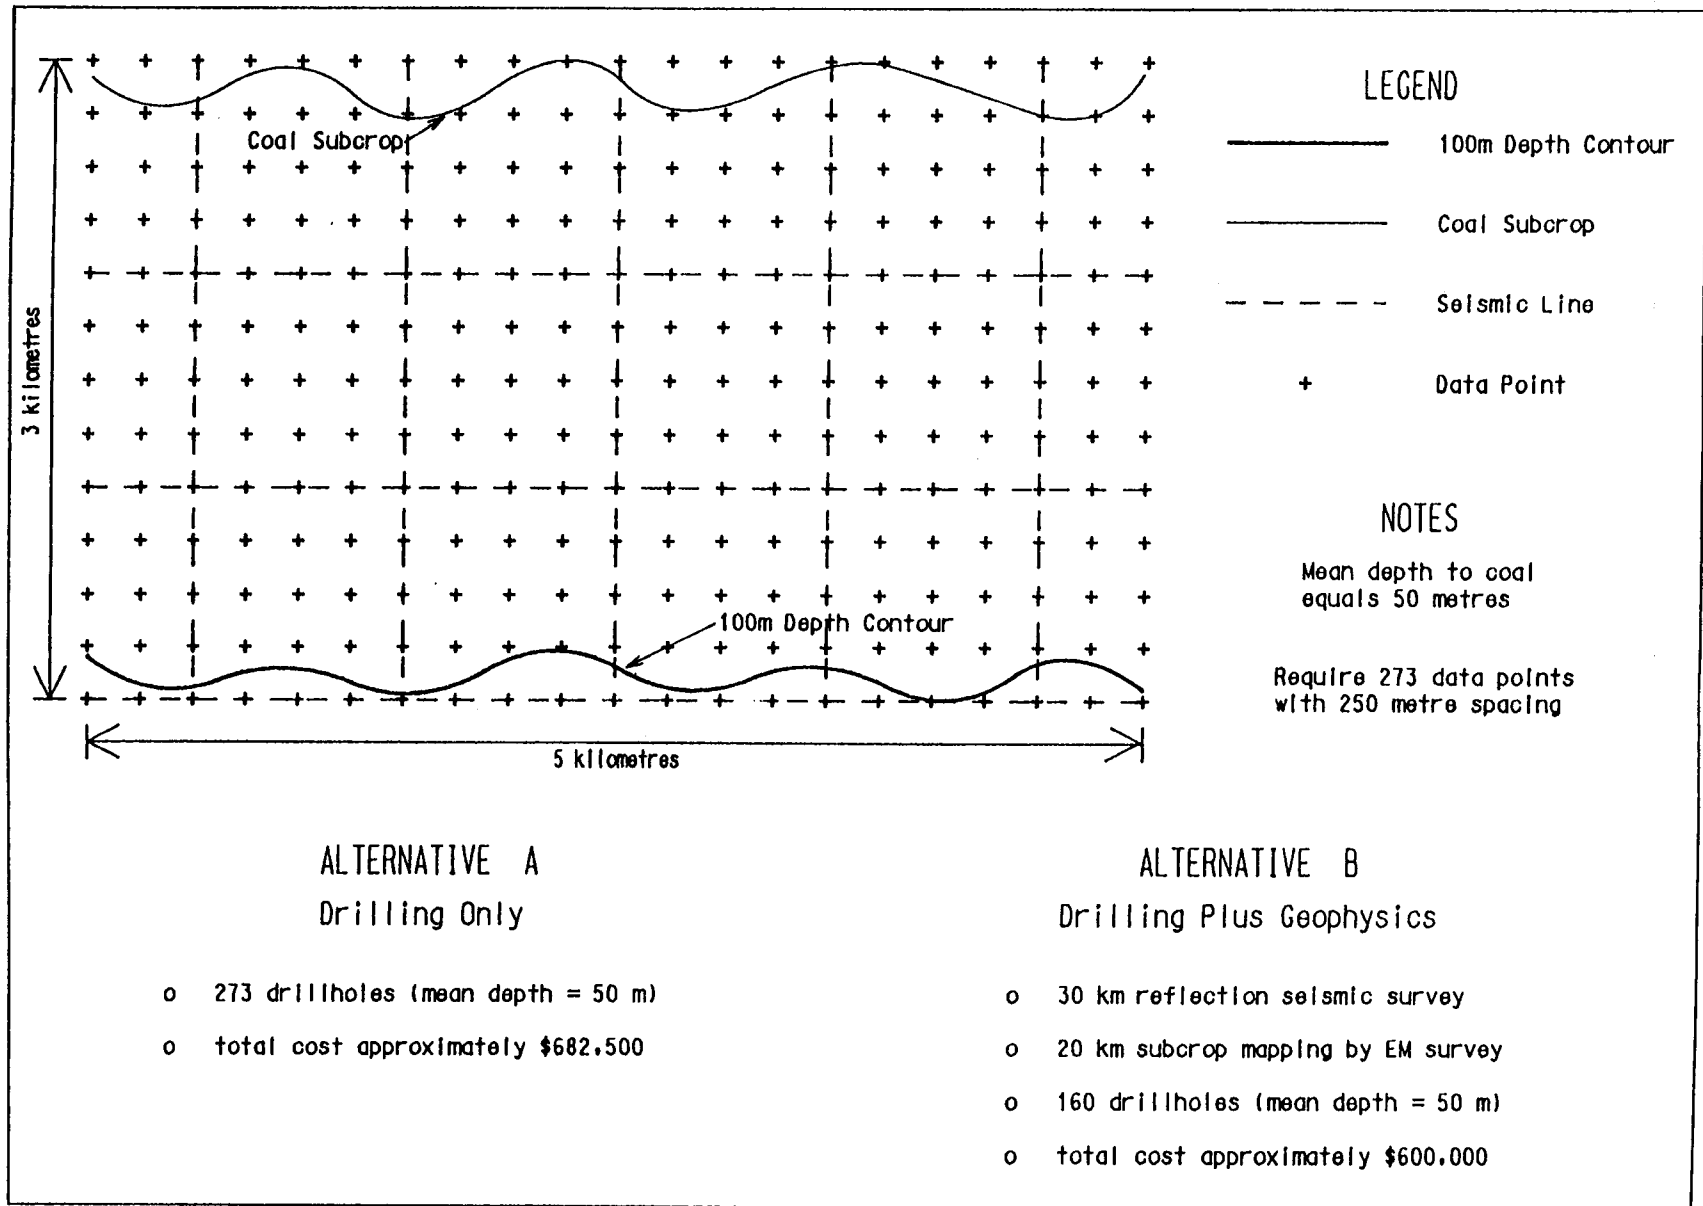 LEGEND
100m Depth Contour
Coal Subcrop
Seismic Line
+ Data Point
Coal Subcrop
3 kilometres
100m Depth Contour
5 kilometres
NOTES
Mean depth to coal
equals 50 metres
Require 273 data points
with 250 metre spacing
ALTERNATIVE A
Drilling Only
o 273 drillholes (mean depth = 50 m)
o total cost approximately $682.500
ALTERNATIVE B
Drilling Plus Geophysics
o 30 km reflection seismic survey
o 20 km subcrop mapping by EM survey
o 160 drillholes (mean depth = 50 m)
o total cost approximately $600.000